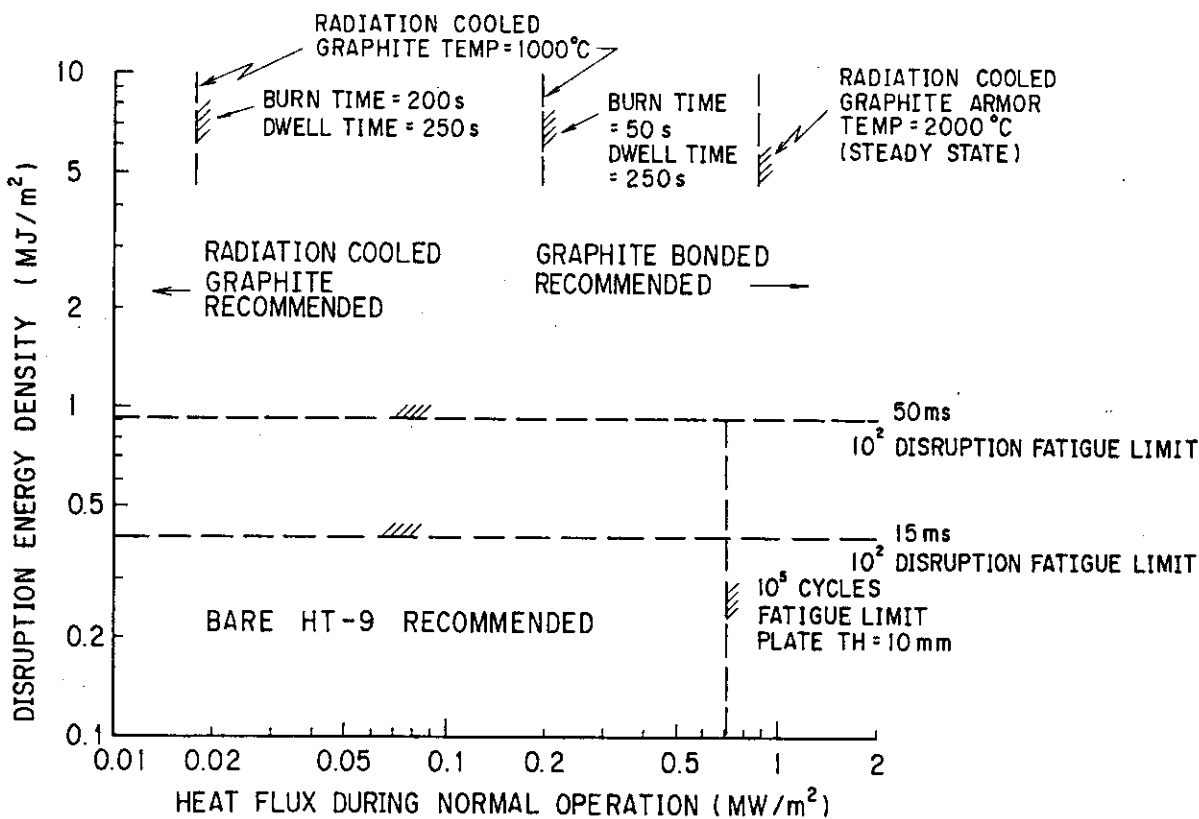 RADIATION COOLED
GRAPHITE TEMP=1000°C
BURN TIME = 200s
DWELL TIME = 250s
BURN TIME
= 50 s
DWELL TIME
= 250 s
RADIATION COOLED
GRAPHITE ARMOR
TEMP = 2000 °C
(STEADY STATE)
RADIATION COOLED
GRAPHITE
RECOMMENDED
GRAPHITE BONDED
RECOMMENDED
50 ms
10² DISRUPTION FATIGUE LIMIT
15 ms
10² DISRUPTION FATIGUE LIMIT
BARE HT-9 RECOMMENDED
10⁵ CYCLES
FATIGUE LIMIT
PLATE TH = 10 mm
DISRUPTION ENERGY DENSITY (MJ/m²)
10
5
2
1
0.5
0.2
0.1
0.01 0.02 0.05 0.1 0.2 0.5 1 2
HEAT FLUX DURING NORMAL OPERATION (MW/m²)